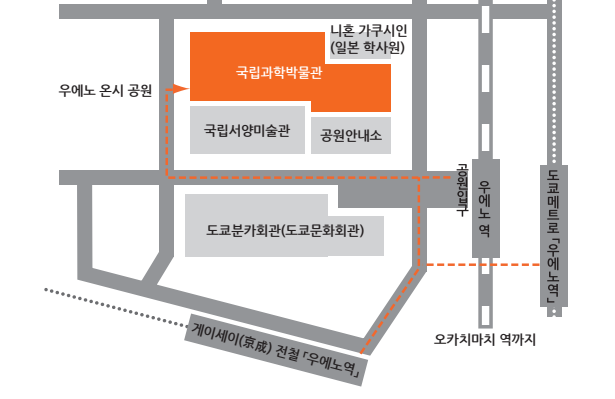 니혼 가쿠시인
(일본 학사원)
국립과학박물관
우에노 온시 공원
국립서양미술관
공원안내소
공원입구
우에노 역
도쿄메트로 「우에노역」
도쿄분카회관(도쿄문화회관)
게이세이(京成) 전철 「우에노역」
오카치마치 역까지